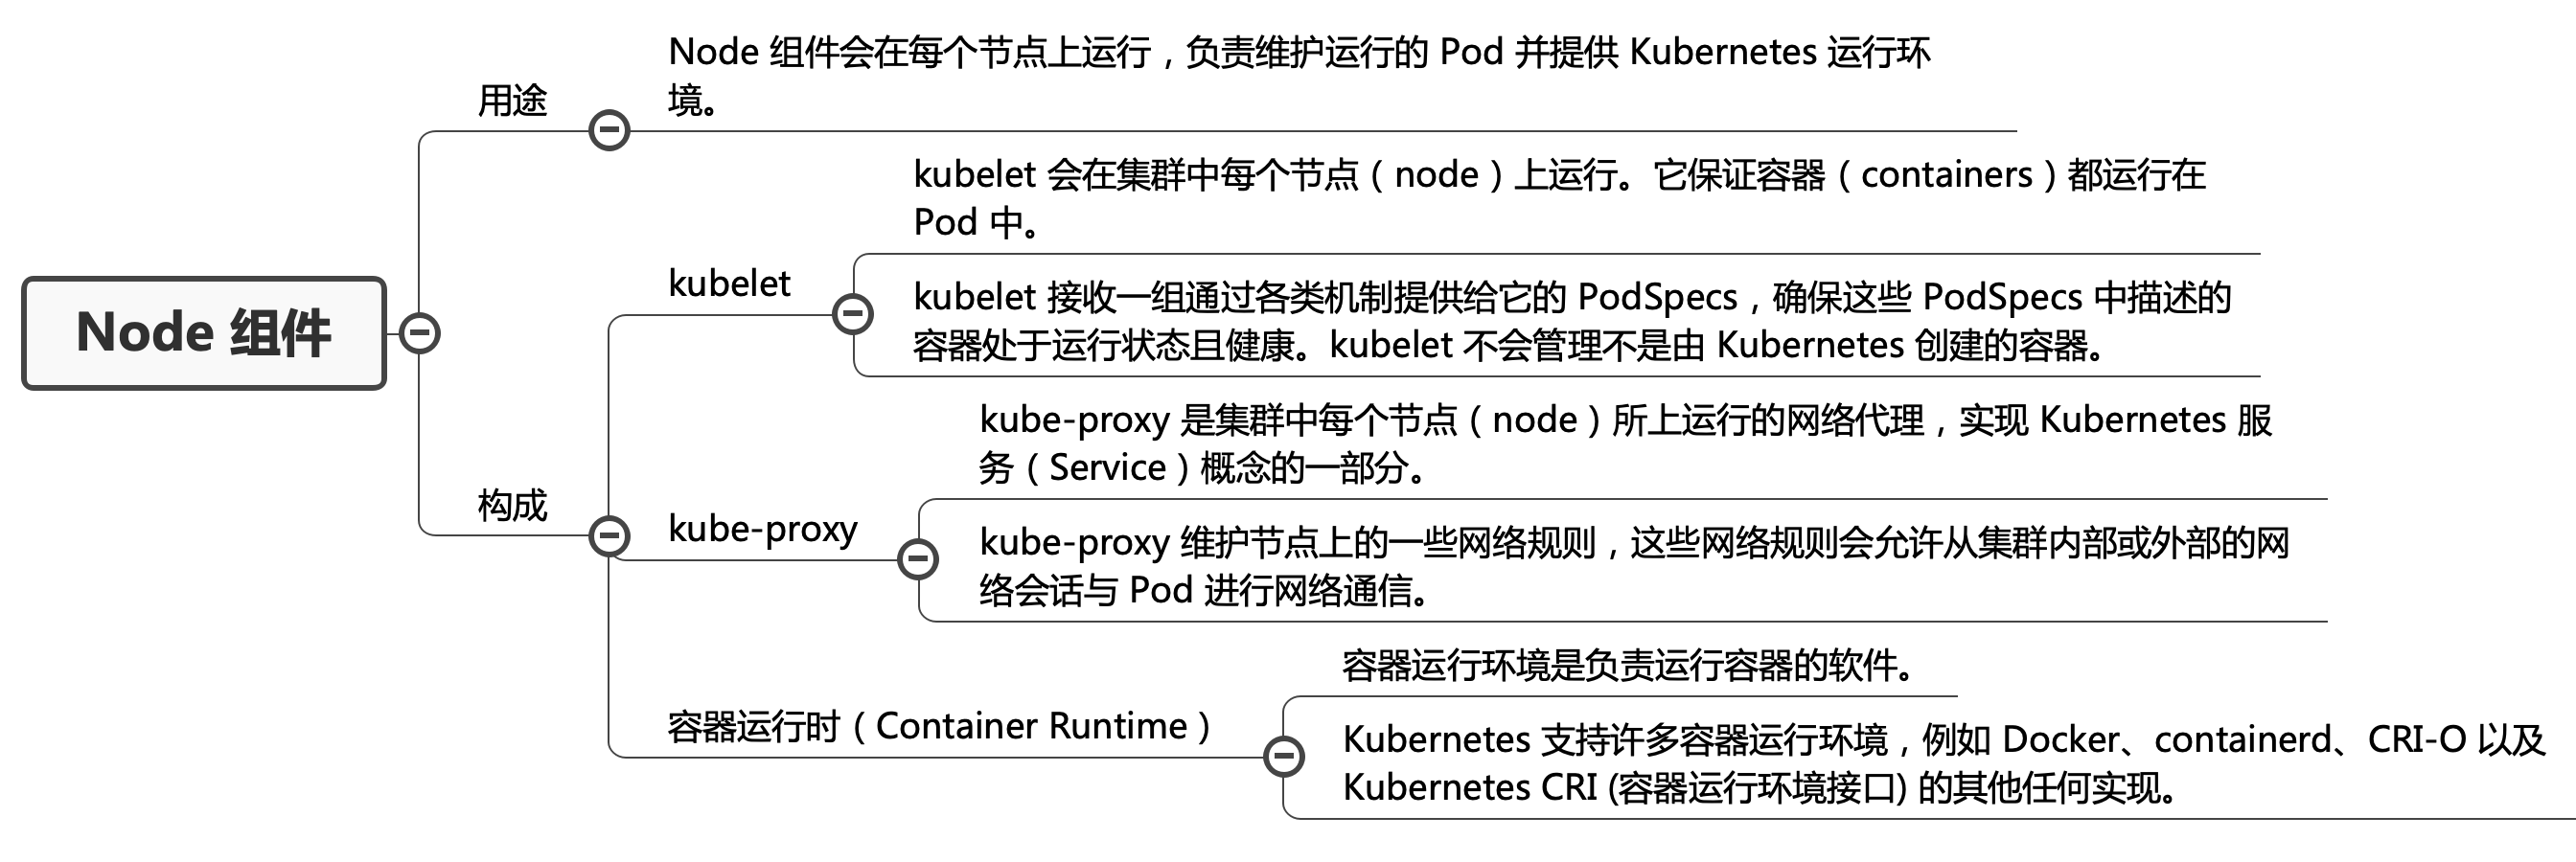 Node 组件会在每个节点上运行，负责维护运行的 Pod 并提供 Kubernetes 运行环
境。
用途
kubelet 会在集群中每个节点（node）上运行。它保证容器（containers）都运行在
Pod 中。
kubelet
kubelet 接收一组通过各类机制提供给它的 PodSpecs，确保这些 PodSpecs 中描述的
容器处于运行状态且健康。kubelet 不会管理不是由 Kubernetes 创建的容器。
Node 组件
kube-proxy 是集群中每个节点（node）所上运行的网络代理，实现 Kubernetes 服
务（Service）概念的一部分。
构成
kube-proxy
kube-proxy 维护节点上的一些网络规则，这些网络规则会允许从集群内部或外部的网
络会话与 Pod 进行网络通信。
容器运行环境是负责运行容器的软件。
容器运行时（Container Runtime）
Kubernetes 支持许多容器运行环境，例如 Docker、containerd、CRI-O 以及
Kubernetes CRI (容器运行环境接口) 的其他任何实现。